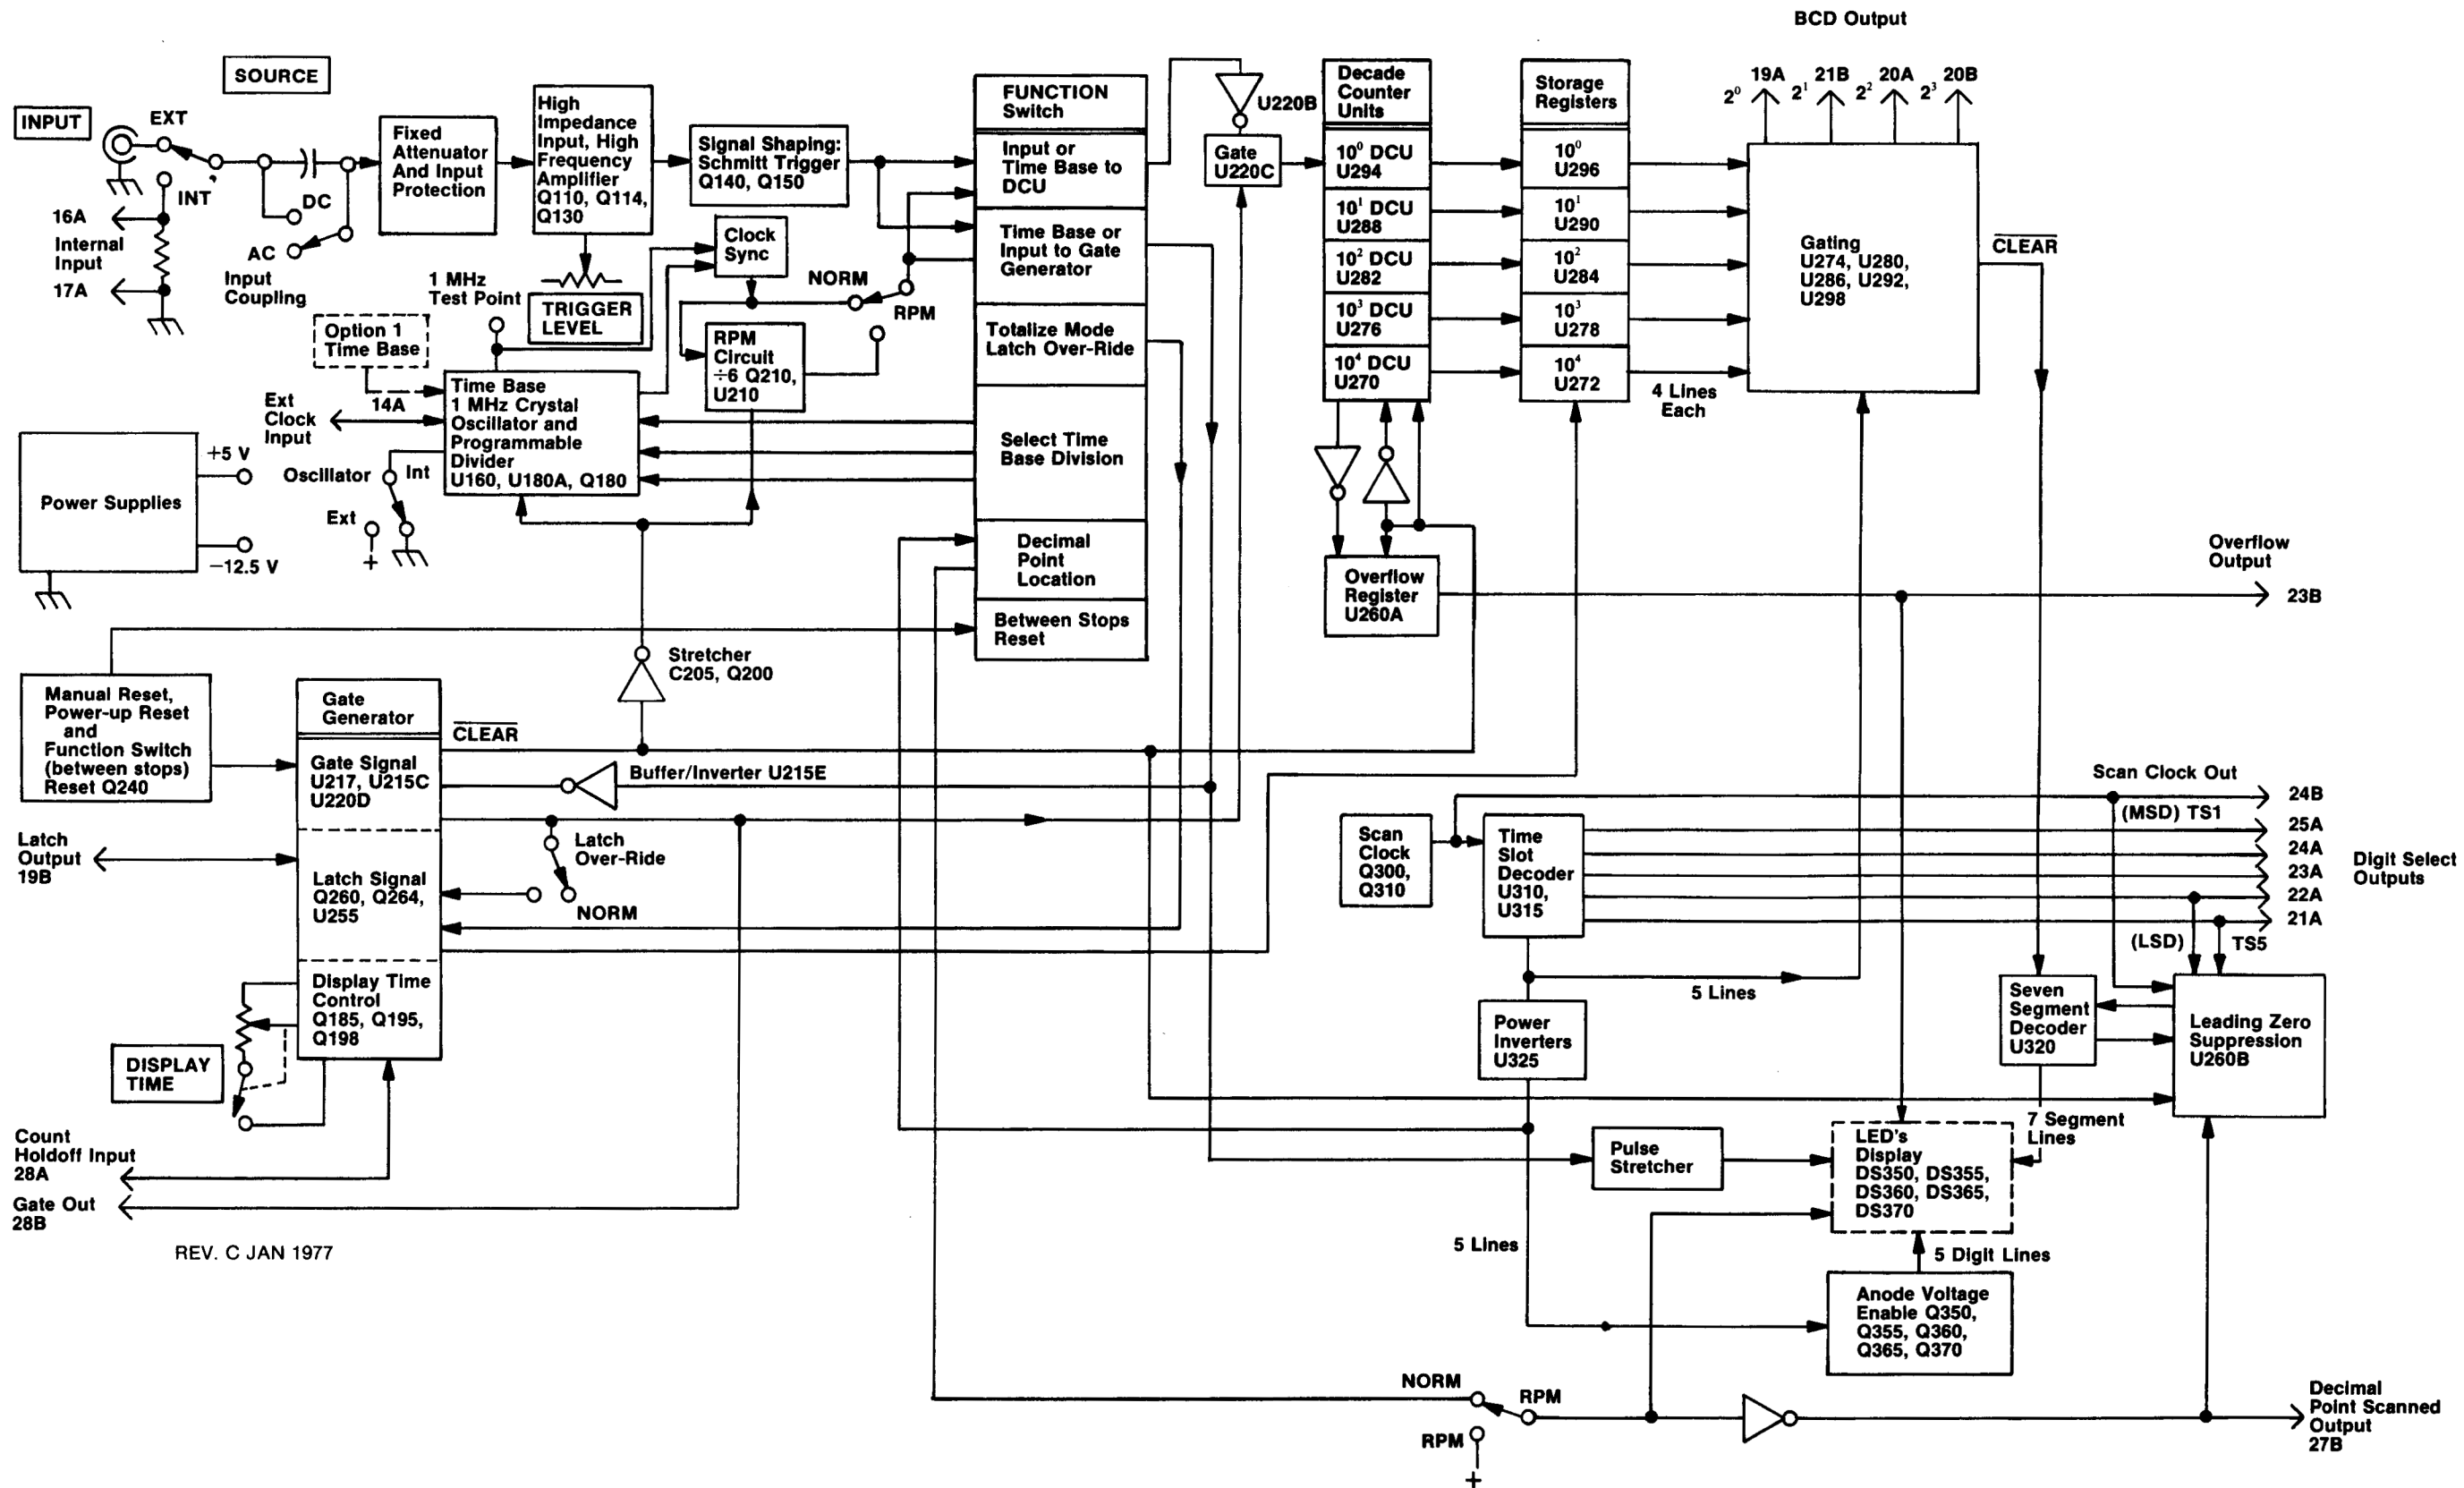 BCD Output
SOURCE
INPUT
EXT
INT
16A
Internal
Input
17A
DC
AC
Input
Coupling
Fixed
Attenuator
And Input
Protection
High
Impedance
Input, High
Frequency
Amplifier
Q110, Q114,
Q130
TRIGGER
LEVEL
Signal Shaping:
Schmitt Trigger
Q140, Q150
Clock
Sync
1 MHz
Test Point
NORM
RPM
RPM
Circuit
÷6 Q210,
U210
Option 1
Time Base
14A
Ext
Clock
Input
Time Base
1 MHz Crystal
Oscillator and
Programmable
Divider
U160, U180A, Q180
Oscillator
Int
Ext
+
Power Supplies
+5 V
−12.5 V
FUNCTION
Switch
Input or
Time Base to
DCU
Time Base or
Input to Gate
Generator
Totalize Mode
Latch Over-Ride
Select Time
Base Division
Decimal
Point
Location
Between Stops
Reset
U220B
Gate
U220C
Decade
Counter
Units
10⁰ DCU
U294
10¹ DCU
U288
10² DCU
U282
10³ DCU
U276
10⁴ DCU
U270
Storage
Registers
10⁰
U296
10¹
U290
10²
U284
10³
U278
10⁴
U272
4 Lines
Each
19A
21B
20A
20B
2⁰
2¹
2²
2³
Gating
U274, U280,
U286, U292,
U298
CLEAR
Overflow
Register
U260A
Overflow
Output
23B
Stretcher
C205, Q200
Manual Reset,
Power-up Reset
and
Function Switch
(between stops)
Reset Q240
Gate
Generator
CLEAR
Gate Signal
U217, U215C
U220D
Buffer/Inverter U215E
Latch
Output
19B
Latch
Over-Ride
NORM
Latch Signal
Q260, Q264,
U255
Display Time
Control
Q185, Q195,
Q198
DISPLAY
TIME
Count
Holdoff Input
28A
Gate Out
28B
REV. C JAN 1977
Scan
Clock
Q300,
Q310
Time
Slot
Decoder
U310,
U315
Scan Clock Out
24B
(MSD) TS1
25A
24A
23A
22A
21A
Digit Select
Outputs
(LSD)
TS5
5 Lines
Power
Inverters
U325
Seven
Segment
Decoder
U320
Leading Zero
Suppression
U260B
7 Segment
Lines
Pulse
Stretcher
LED's
Display
DS350, DS355,
DS360, DS365,
DS370
5 Lines
5 Digit Lines
Anode Voltage
Enable Q350,
Q355, Q360,
Q365, Q370
NORM
RPM
RPM
+
Decimal
Point Scanned
Output
27B